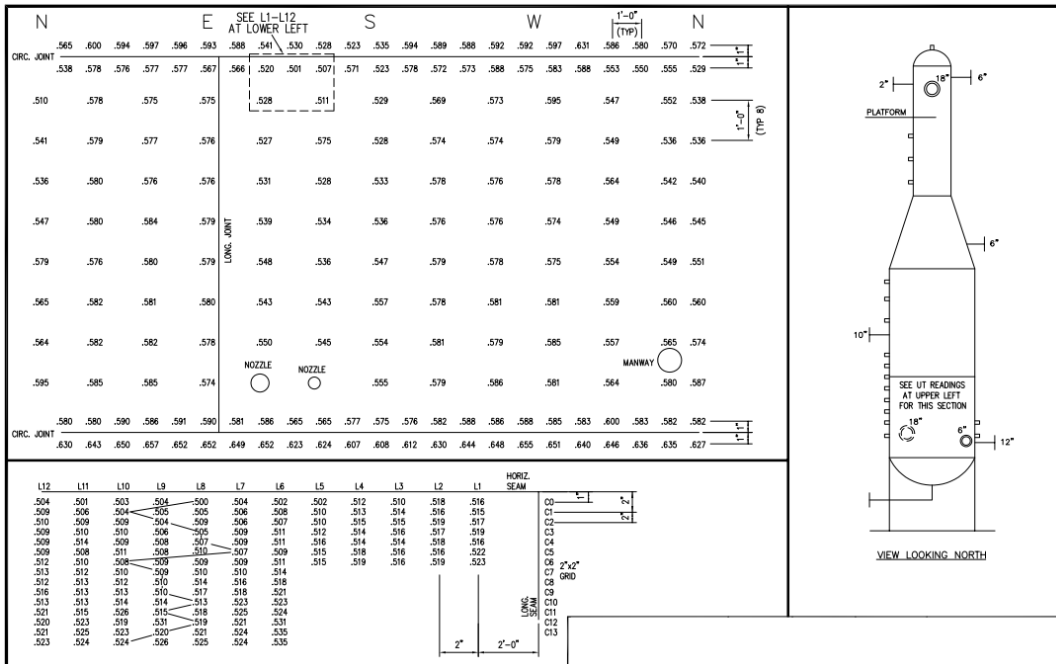 N E S W N
SEE L1-L12
AT LOWER LEFT
1'-0"
(TYP)
.565 .600 .594 .597 .596 .593 .588 .541 .530 .528 .523 .535 .594 .589 .588 .592 .592 .597 .631 .586 .580 .570 .572
CIRC. JOINT
1"
1"
.538 .578 .576 .577 .577 .567 .566 .520 .501 .507 .571 .523 .578 .572 .573 .588 .575 .583 .588 .553 .550 .555 .529
.510 .578 .575 .575 .528 .511 .529 .569 .573 .595 .547 .552 .538
1'-0"
(TYP 8)
.541 .579 .577 .576 .527 .575 .528 .574 .574 .579 .549 .536 .536
.536 .580 .576 .576 .531 .528 .533 .578 .576 .578 .564 .542 .540
.547 .580 .584 .579 .539 .534 .536 .576 .576 .574 .549 .546 .545
LONG. JOINT
.579 .576 .580 .579 .548 .536 .547 .579 .578 .575 .554 .549 .551
.565 .582 .581 .580 .543 .543 .557 .578 .581 .581 .559 .560 .560
.564 .582 .582 .578 .550 .545 .554 .581 .579 .585 .557 .565 .574
NOZZLE NOZZLE MANWAY
.595 .585 .585 .574 .555 .579 .586 .581 .564 .580 .587
.580 .580 .590 .586 .591 .590 .581 .586 .565 .565 .577 .575 .576 .582 .588 .586 .588 .585 .583 .600 .583 .582 .582
CIRC. JOINT
1"
1"
.630 .643 .650 .657 .652 .652 .647 .652 .623 .624 .607 .608 .612 .630 .644 .648 .655 .651 .640 .646 .636 .635 .627
L12 L11 L10 L9 L8 L7 L6 L5 L4 L3 L2 L1 HORIZ.
SEAM
.504 .501 .503 .504 .500 .504 .502 .502 .512 .510 .518 .516 C0
.509 .506 .504 .505 .505 .506 .508 .510 .513 .514 .516 .515 C1
.510 .509 .509 .504 .509 .506 .507 .510 .515 .515 .519 .517 C2
.509 .510 .510 .506 .505 .509 .511 .512 .514 .516 .517 .519 C3
.509 .514 .509 .508 .507 .509 .511 .516 .514 .514 .518 .516 C4
.509 .508 .511 .508 .510 .507 .509 .515 .518 .516 .516 .522 C5
.512 .510 .508 .509 .509 .509 .511 .515 .519 .516 .519 .523 C6
.513 .512 .510 .509 .510 .510 .514 C7
.512 .513 .512 .510 .514 .516 .518 C8
.516 .513 .513 .510 .517 .518 .521 C9
.513 .513 .514 .514 .513 .523 .523 C10
.521 .515 .526 .515 .518 .525 .524 C11
.520 .523 .519 .531 .519 .521 .531 C12
.521 .525 .523 .520 .521 .524 .535 C13
.523 .524 .524 .526 .525 .524 .535
1"
2"
2"
2"x2"
GRID
LONG.
SEAM
2" 2'-0"
2" 18" 6"
PLATFORM
6"
10"
SEE UT READINGS
AT UPPER LEFT
FOR THIS SECTION
18" 6"
12"
VIEW LOOKING NORTH